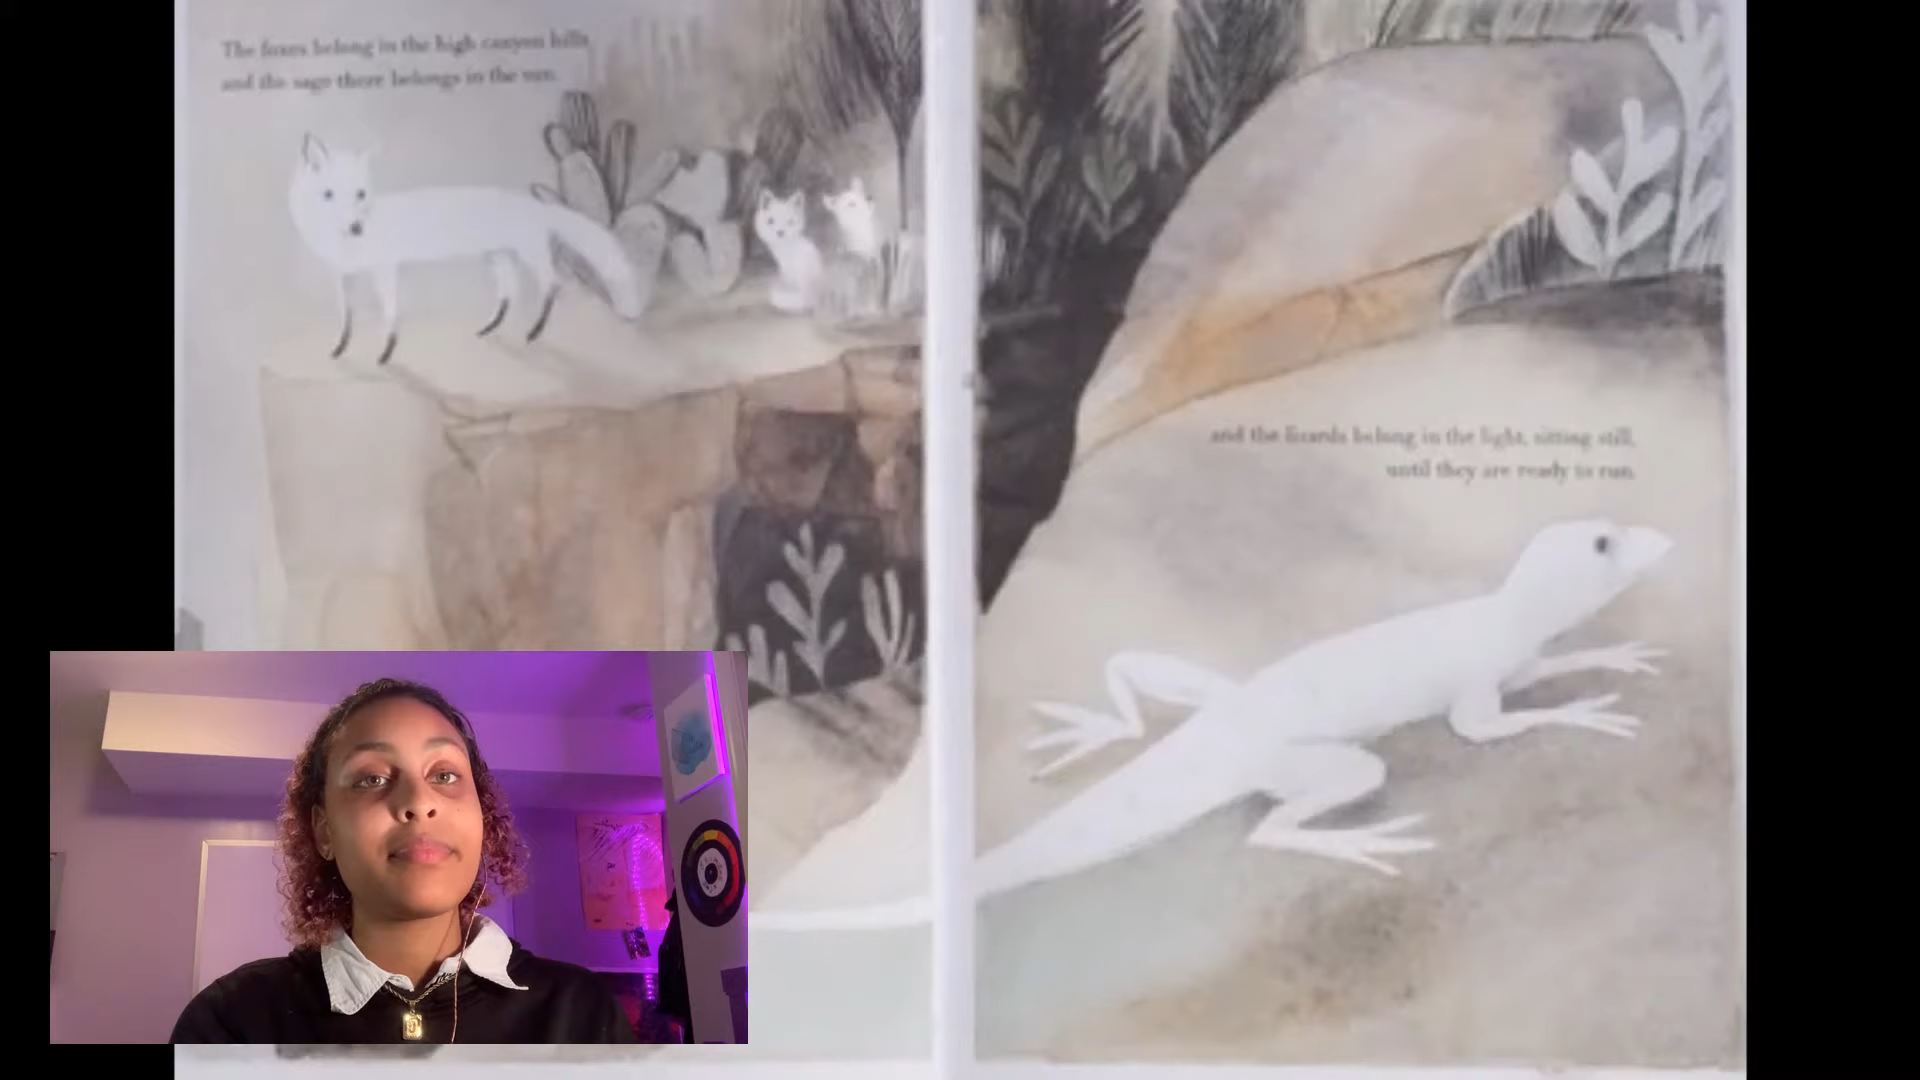 The foxes belong in the high canyon hills
and the sage there belongs in the sun,
and the lizards belong in the light, sitting still,
until they are ready to run.